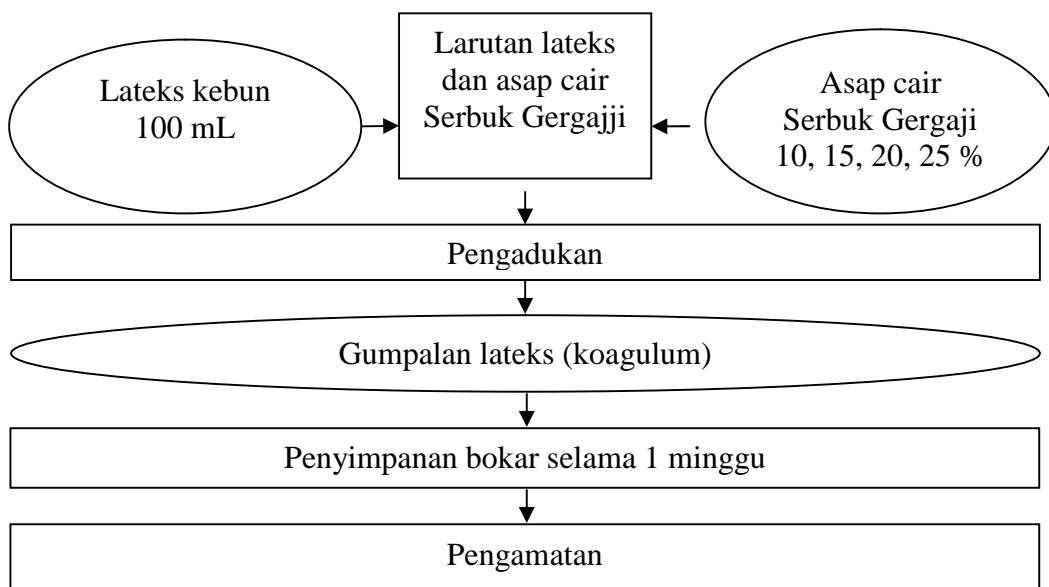 Lateks kebun
100 mL
Larutan lateks
dan asap cair
Serbuk Gergajji
Asap cair
Serbuk Gergaji
10, 15, 20, 25 %
Pengadukan
Gumpalan lateks (koagulum)
Penyimpanan bokar selama 1 minggu
Pengamatan